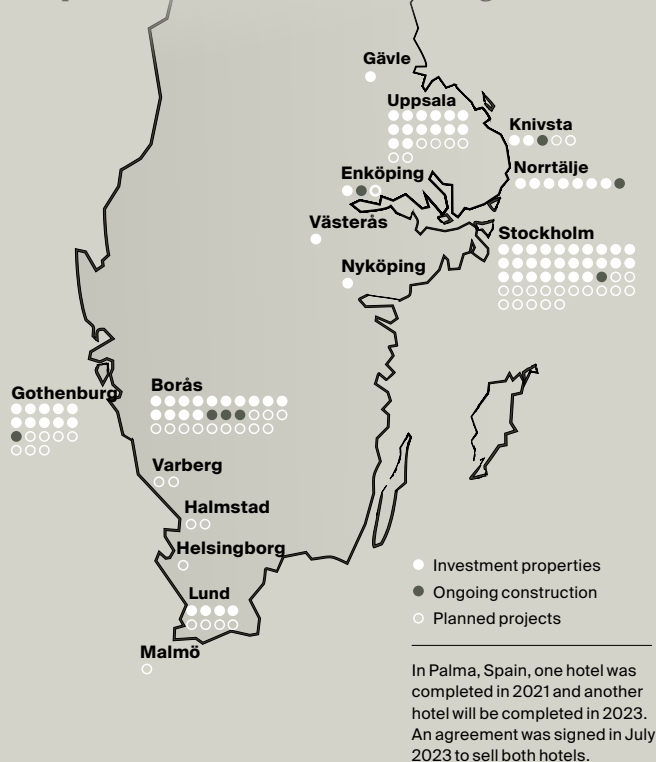 Gävle
Uppsala
Knivsta
Norrtälje
Enköping
Västerås
Stockholm
Nyköping
Gothenburg
Borås
Varberg
Halmstad
Helsingborg
Lund
Malmö
Investment properties
Ongoing construction
Planned projects
In Palma, Spain, one hotel was
completed in 2021 and another
hotel will be completed in 2023.
An agreement was signed in July
2023 to sell both hotels.